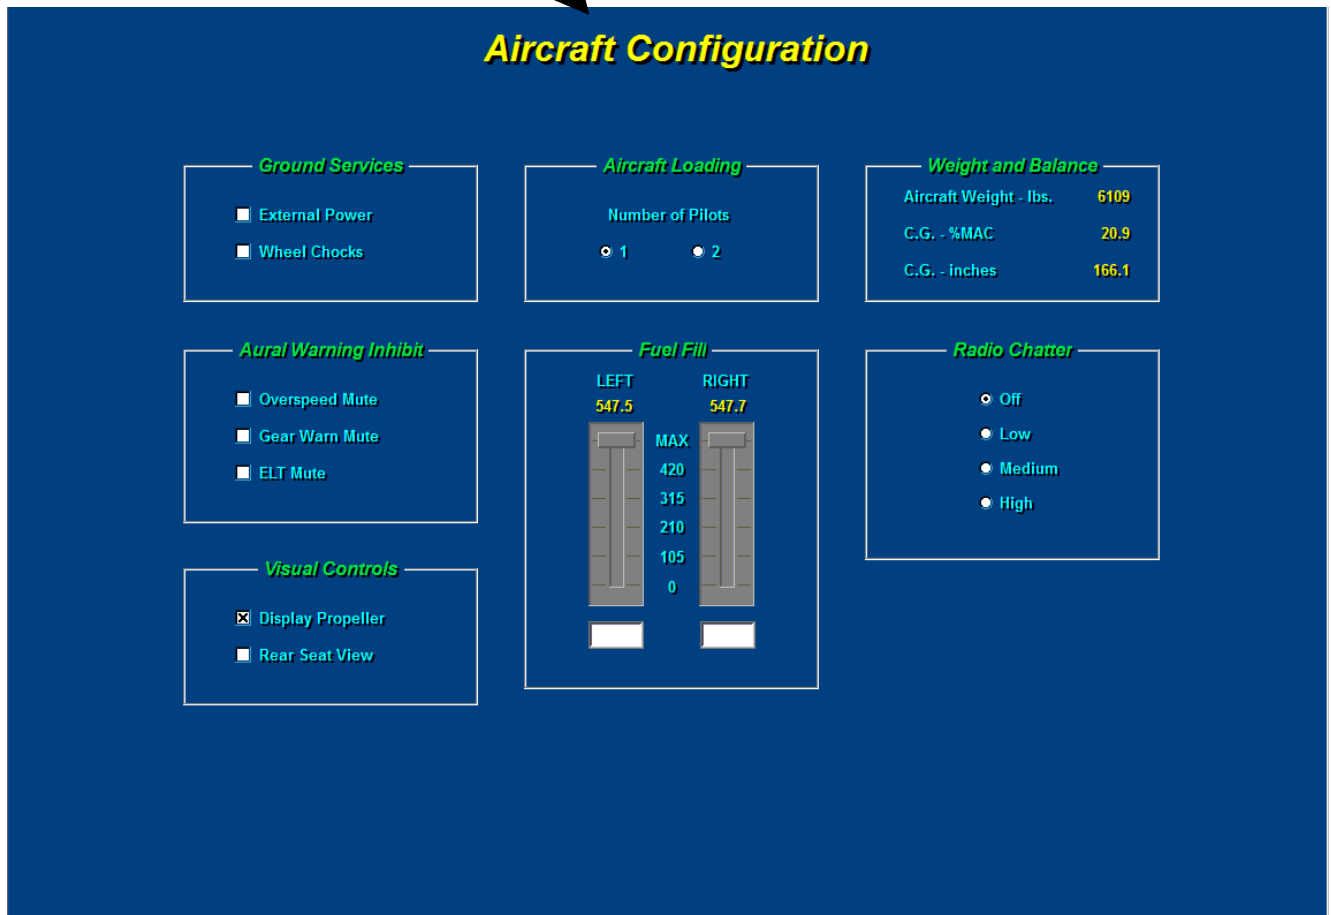 Aircraft Configuration
Ground Services
External Power
Wheel Chocks
Aircraft Loading
Number of Pilots
1 2
Weight and Balance
Aircraft Weight - lbs. 6109
C.G. - %MAC 20.9
C.G. - inches 166.1
Aural Warning Inhibit
Overspeed Mute
Gear Warn Mute
ELT Mute
Fuel Fill
LEFT RIGHT
547.5 547.7
MAX
420
315
210
105
0
Radio Chatter
Off
Low
Medium
High
Visual Controls
Display Propeller
Rear Seat View